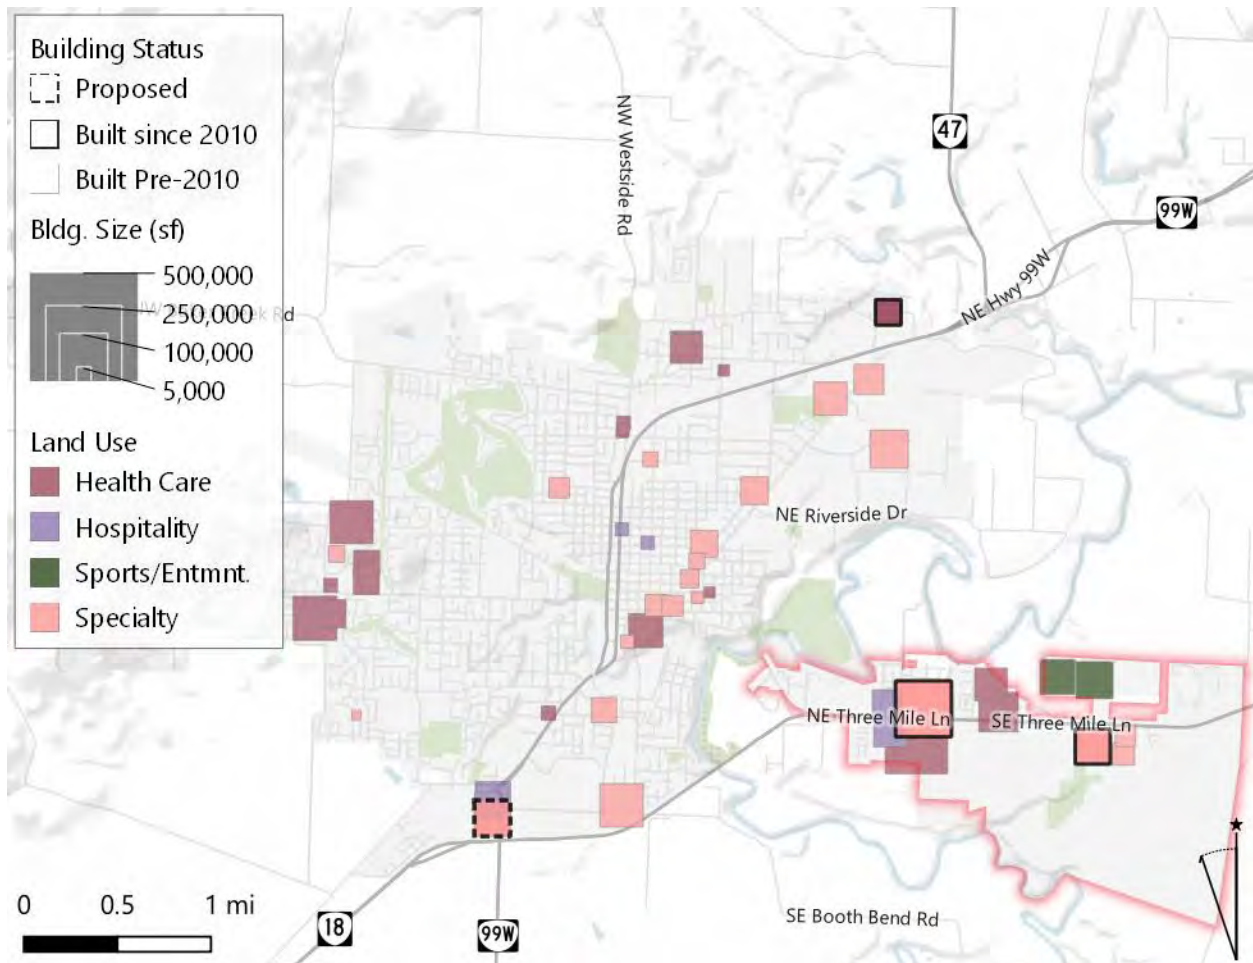 Building Status
Proposed
Built since 2010
Built Pre-2010
Bldg. Size (sf)
500,000
250,000
100,000
5,000
Land Use
Health Care
Hospitality
Sports/Entmnt.
Specialty
Rd
NW Westside Rd
47
99W
NE Hwy 99W
NE Riverside Dr
NE Three Mile Ln
SE Three Mile Ln
SE Booth Bend Rd
18
99W
0 0.5 1 mi